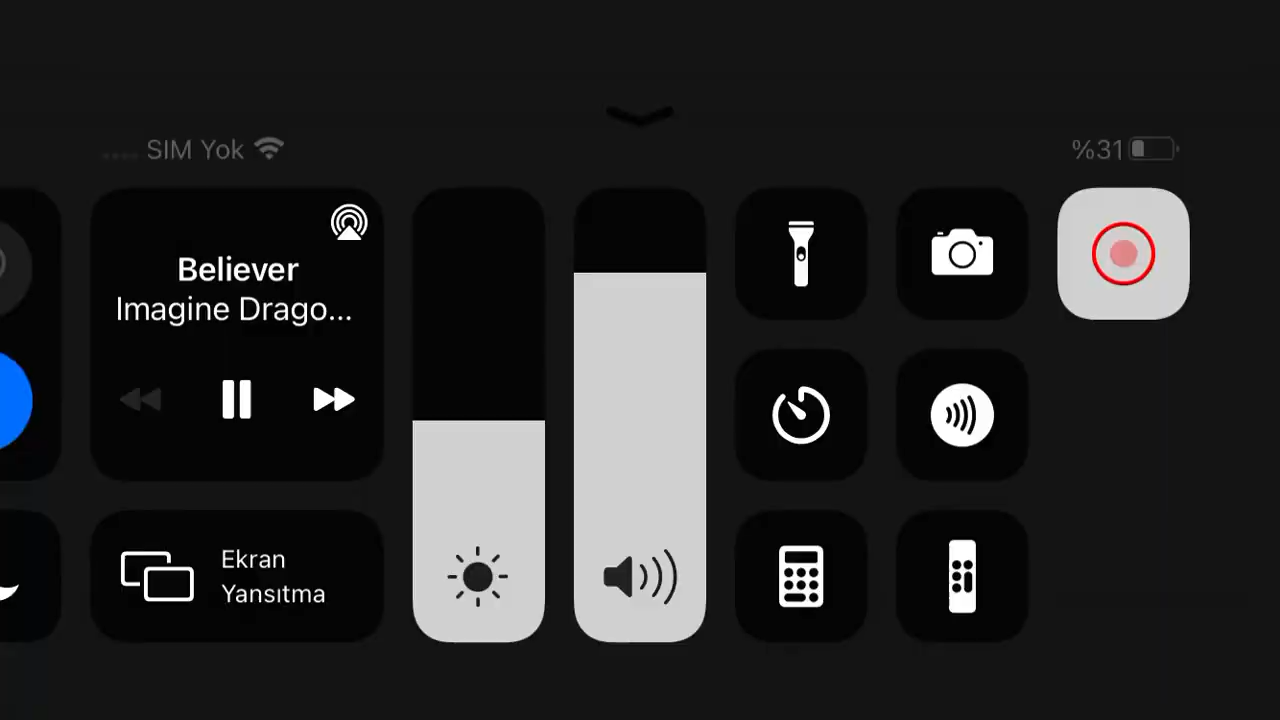 SIM Yok
%31
Believer
Imagine Drago...
Ekran
Yansıtma